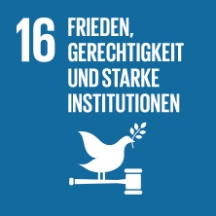 16 FRIEDEN,
GERECHTIGKEIT
UND STARKE
INSTITUTIONEN